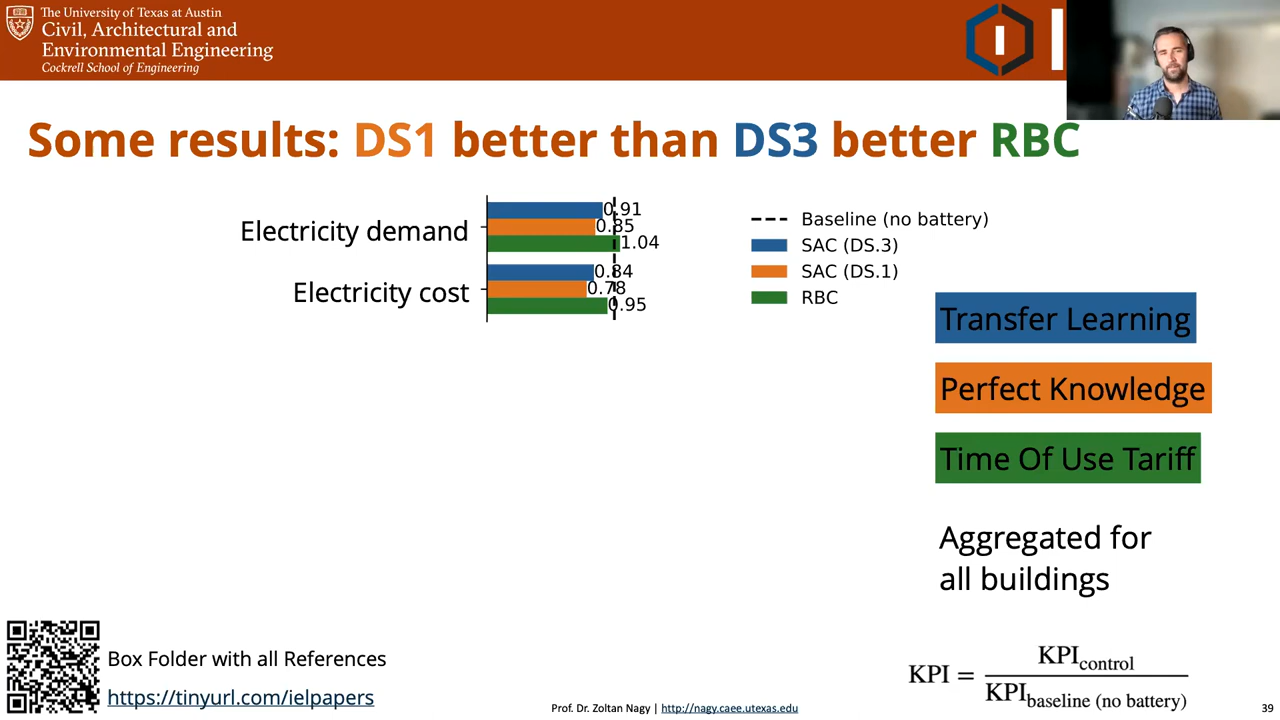 The University of Texas at Austin
Civil, Architectural and
Environmental Engineering
Cockrell School of Engineering
Some results: DS1 better than DS3 better RBC
Electricity demand
0.91
0.85
1.04
Electricity cost
0.84
0.78
0.95
Baseline (no battery)
SAC (DS.3)
SAC (DS.1)
RBC
Transfer Learning
Perfect Knowledge
Time Of Use Tariff
Aggregated for
all buildings
KPI = KPIcontrol / KPIbaseline (no battery)
Box Folder with all References
https://tinyurl.com/ielpapers
Prof. Dr. Zoltan Nagy | http://nagy.caee.utexas.edu
39